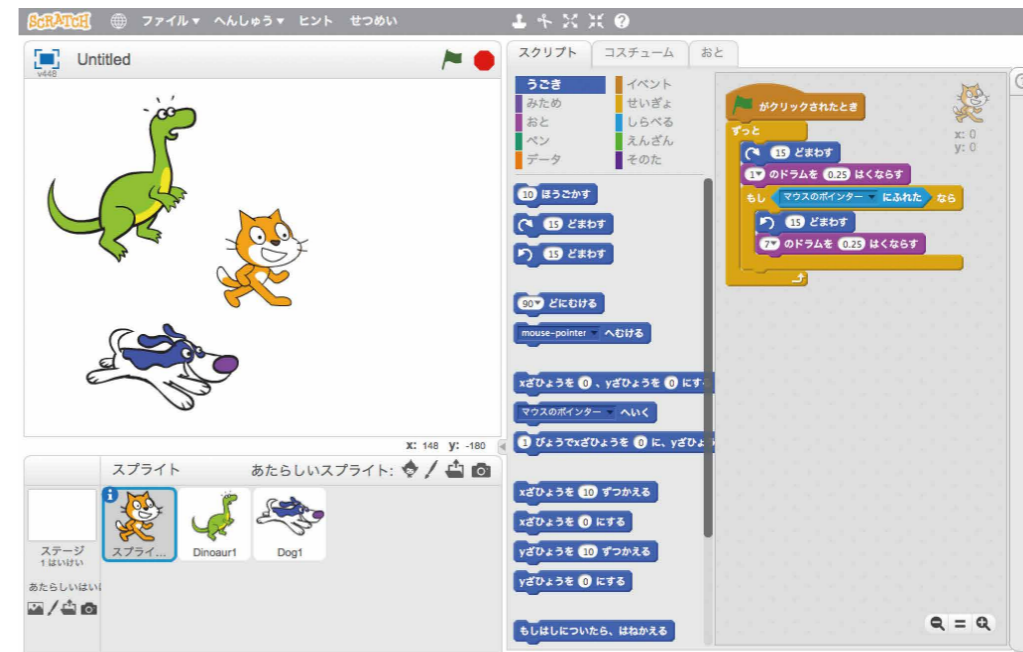 SCRATCH ファイル▼ へんしゅう▼ ヒント せつめい
v448 Untitled
X: 148 y: -180
スプライト あたらしいスプライト:
スプライ... Dinoaur1 Dog1
ステージ
1 はいけい
あたらしいはい
スクリプト コスチューム おと
うごき イベント
みため せいぎょ
おと しらべる
ペン えんざん
データ そのた
10 ほうごかす
15 どまわす
15 どまわす
90▼ どにむける
mouse-pointer へむける
xざひょうを 0 、yざひょうを 0 にす
マウスのポインター へいく
1 びょうでxざひょうを 0 に、yざひょ
xざひょうを 10 ずつかえる
xざひょうを 0 にする
yざひょうを 10 ずつかえる
yざひょうを 0 にする
もしはしについたら、はねかえる
がクリックされたとき
ずっと
15 どまわす
1▼ のドラムを 0.25 はくならす
もし マウスのポインター にふれた なら
15 どまわす
7▼ のドラムを 0.25 はくならす
x: 0
y: 0